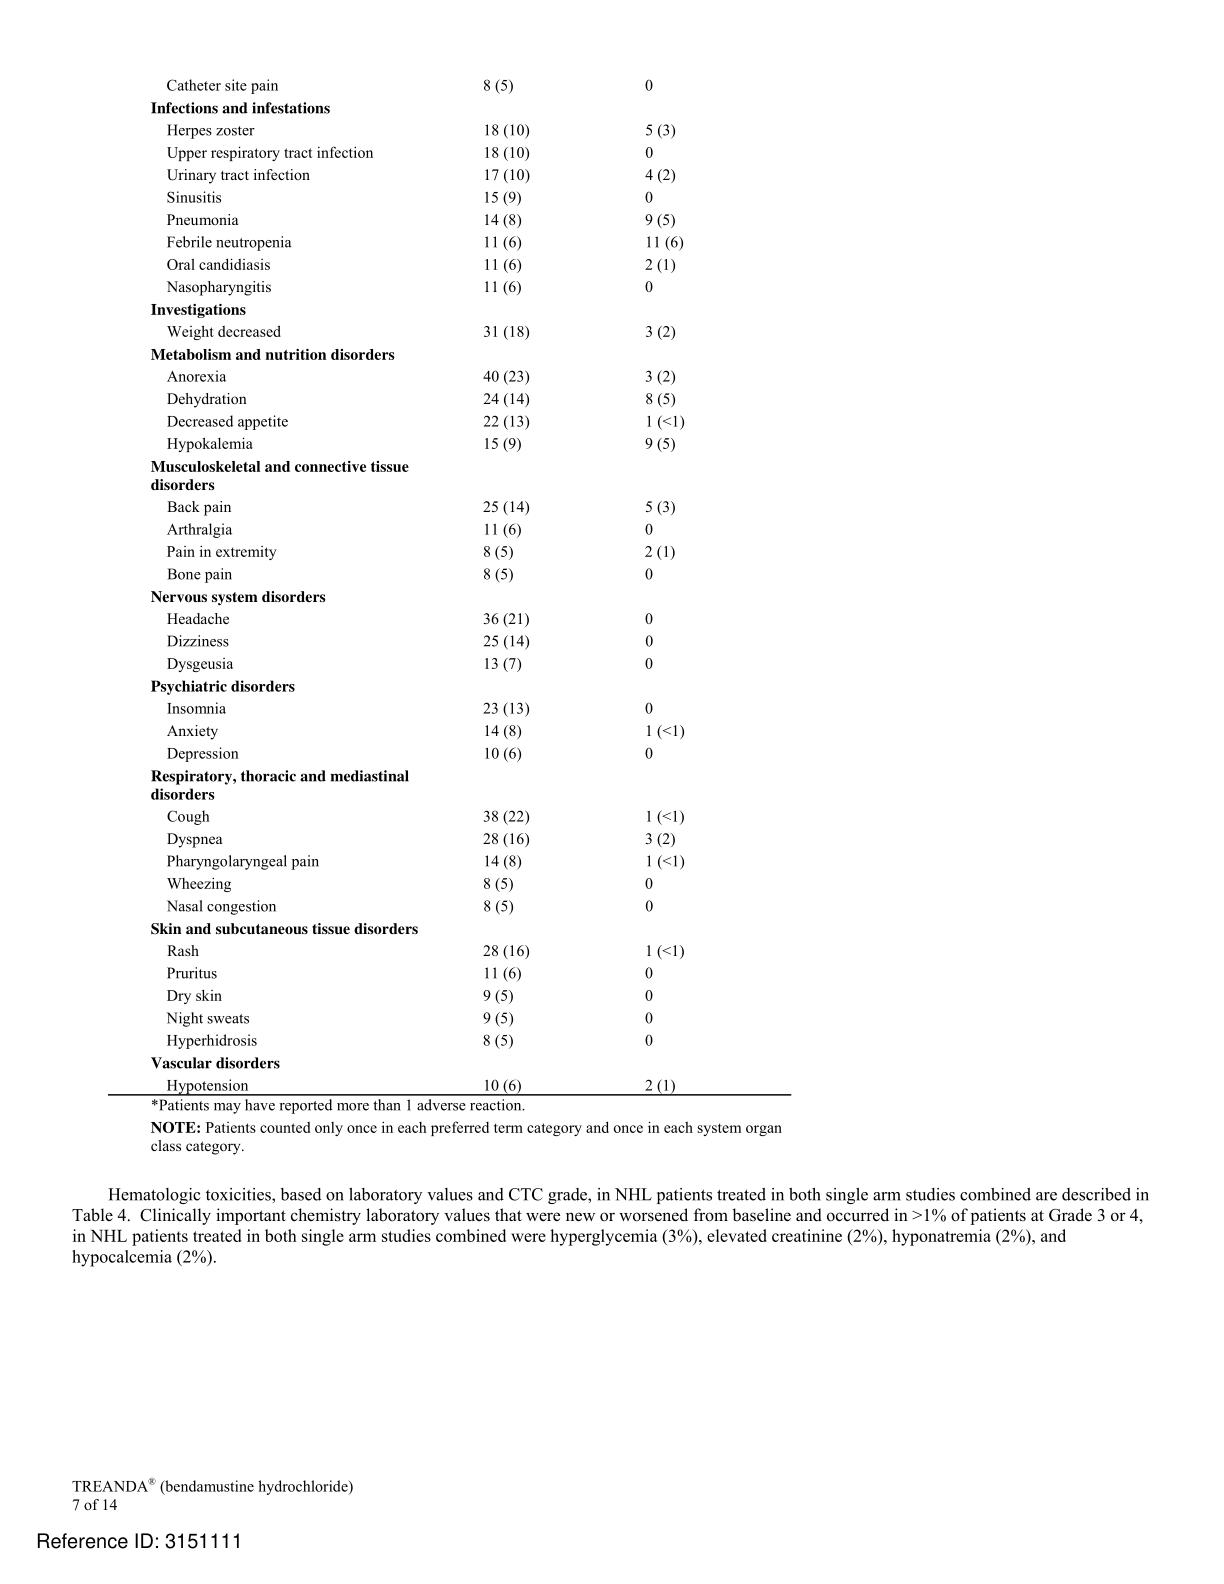 Catheter site pain 8 (5) 0
Infections and infestations
Herpes zoster 18 (10) 5 (3)
Upper respiratory tract infection 18 (10) 0
Urinary tract infection 17 (10) 4 (2)
Sinusitis 15 (9) 0
Pneumonia 14 (8) 9 (5)
Febrile neutropenia 11 (6) 11 (6)
Oral candidiasis 11 (6) 2 (1)
Nasopharyngitis 11 (6) 0
Investigations
Weight decreased 31 (18) 3 (2)
Metabolism and nutrition disorders
Anorexia 40 (23) 3 (2)
Dehydration 24 (14) 8 (5)
Decreased appetite 22 (13) 1 (<1)
Hypokalemia 15 (9) 9 (5)
Musculoskeletal and connective tissue
disorders
Back pain 25 (14) 5 (3)
Arthralgia 11 (6) 0
Pain in extremity 8 (5) 2 (1)
Bone pain 8 (5) 0
Nervous system disorders
Headache 36 (21) 0
Dizziness 25 (14) 0
Dysgeusia 13 (7) 0
Psychiatric disorders
Insomnia 23 (13) 0
Anxiety 14 (8) 1 (<1)
Depression 10 (6) 0
Respiratory, thoracic and mediastinal
disorders
Cough 38 (22) 1 (<1)
Dyspnea 28 (16) 3 (2)
Pharyngolaryngeal pain 14 (8) 1 (<1)
Wheezing 8 (5) 0
Nasal congestion 8 (5) 0
Skin and subcutaneous tissue disorders
Rash 28 (16) 1 (<1)
Pruritus 11 (6) 0
Dry skin 9 (5) 0
Night sweats 9 (5) 0
Hyperhidrosis 8 (5) 0
Vascular disorders
Hypotension 10 (6) 2 (1)
*Patients may have reported more than 1 adverse reaction.
NOTE: Patients counted only once in each preferred term category and once in each system organ
class category.
Hematologic toxicities, based on laboratory values and CTC grade, in NHL patients treated in both single arm studies combined are described in
Table 4. Clinically important chemistry laboratory values that were new or worsened from baseline and occurred in >1% of patients at Grade 3 or 4,
in NHL patients treated in both single arm studies combined were hyperglycemia (3%), elevated creatinine (2%), hyponatremia (2%), and
hypocalcemia (2%).
TREANDA® (bendamustine hydrochloride)
7 of 14
Reference ID: 3151111